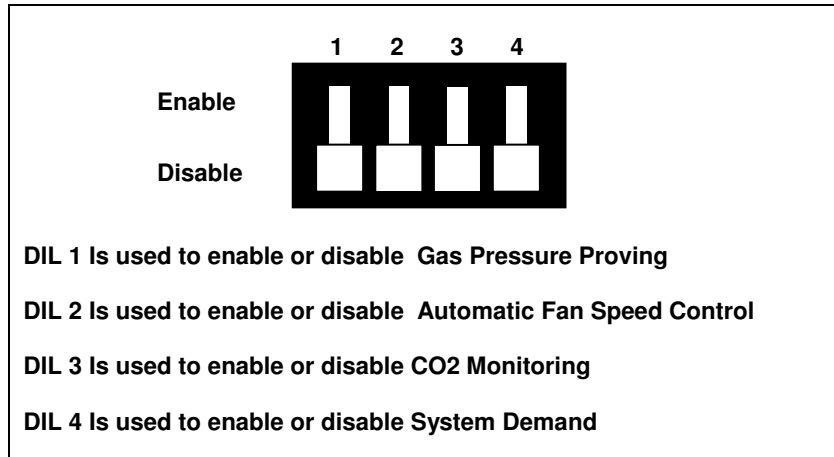 1 2 3 4
Enable
Disable
DIL 1 Is used to enable or disable Gas Pressure Proving
DIL 2 Is used to enable or disable Automatic Fan Speed Control
DIL 3 Is used to enable or disable CO2 Monitoring
DIL 4 Is used to enable or disable System Demand